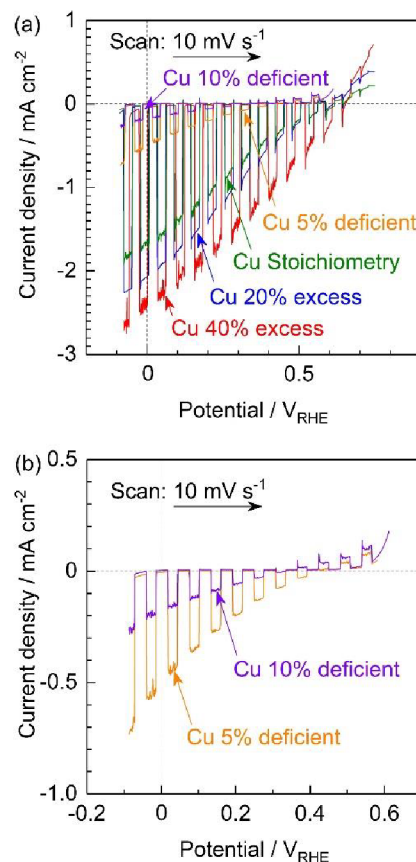 (a)
Scan: 10 mV s⁻¹
Cu 10% deficient
Cu 5% deficient
Cu Stoichiometry
Cu 20% excess
Cu 40% excess
1
0
-1
-2
-3
Current density / mA cm⁻²
0
0.5
Potential / V_RHE
(b)
Scan: 10 mV s⁻¹
Cu 10% deficient
Cu 5% deficient
0.5
0
-0.5
-1.0
Current density / mA cm⁻²
-0.2
0
0.2
0.4
0.6
Potential / V_RHE